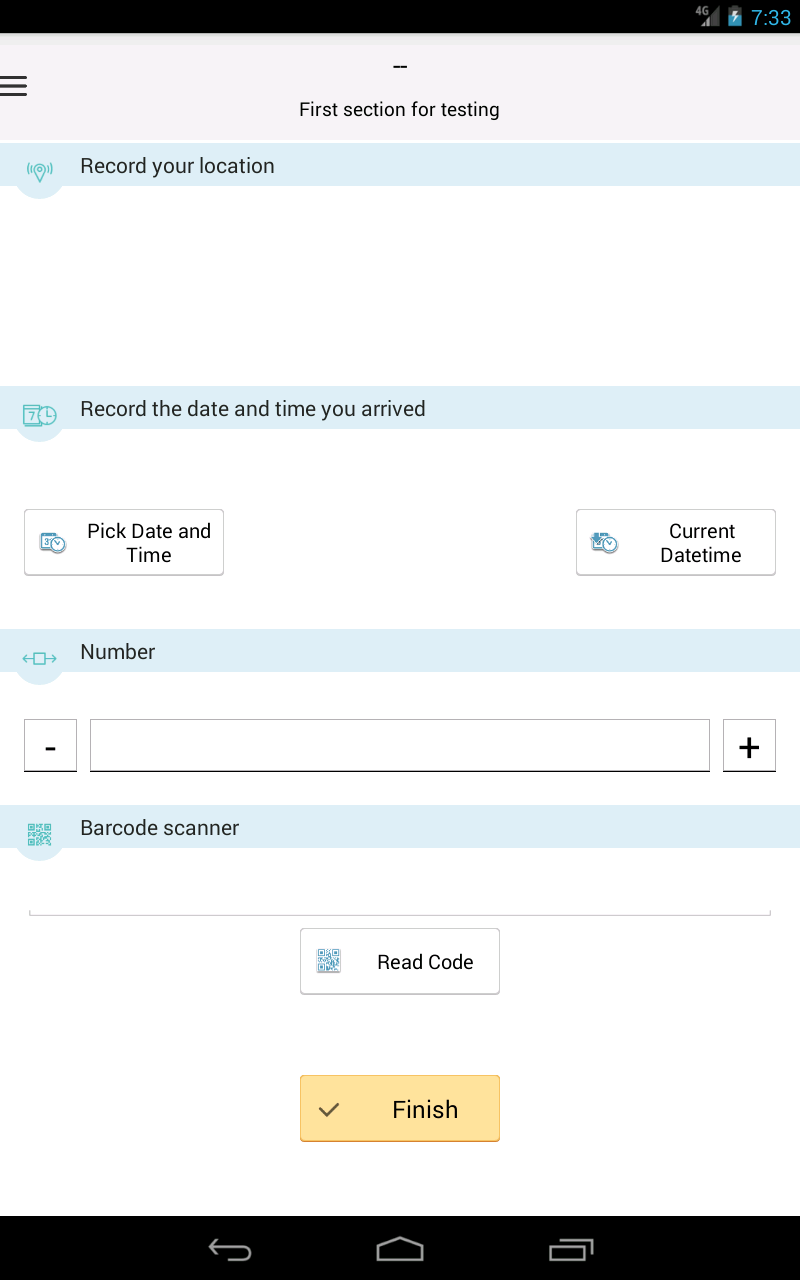 4G 7:33
--
First section for testing
Record your location
Record the date and time you arrived
Pick Date and
Time
Current
Datetime
Number
- +
Barcode scanner
Read Code
Finish